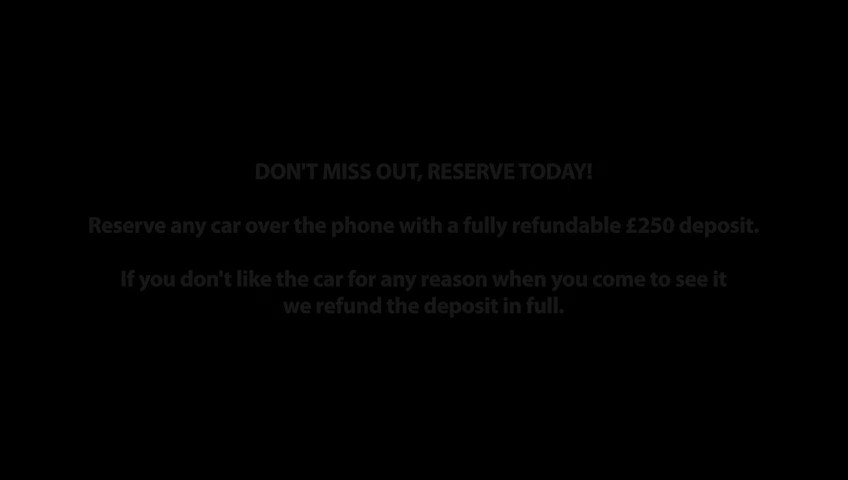 DON'T MISS OUT, RESERVE TODAY!
Reserve any car over the phone with a fully refundable £250 deposit.
If you don't like the car for any reason when you come to see it
we refund the deposit in full.